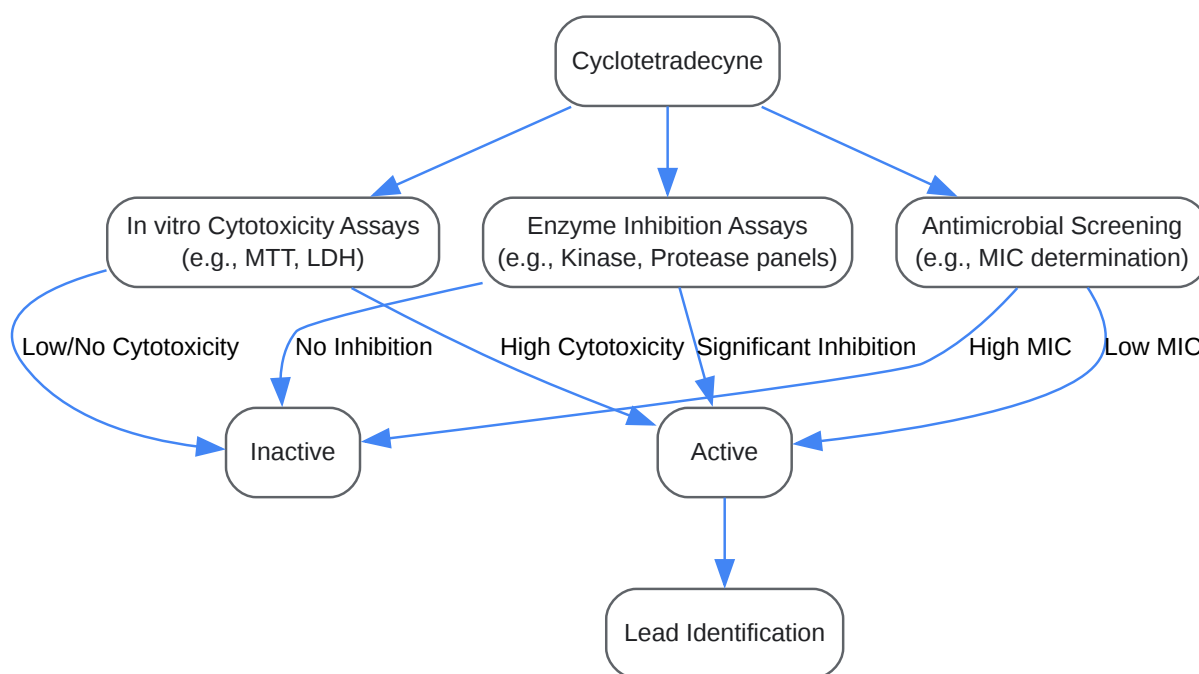 Cyclotetradecyne
In vitro Cytotoxicity Assays
(e.g., MTT, LDH)
Enzyme Inhibition Assays
(e.g., Kinase, Protease panels)
Antimicrobial Screening
(e.g., MIC determination)
Low/No Cytotoxicity
No Inhibition
High Cytotoxicity
Significant Inhibition
High MIC
Low MIC
Inactive
Active
Lead Identification